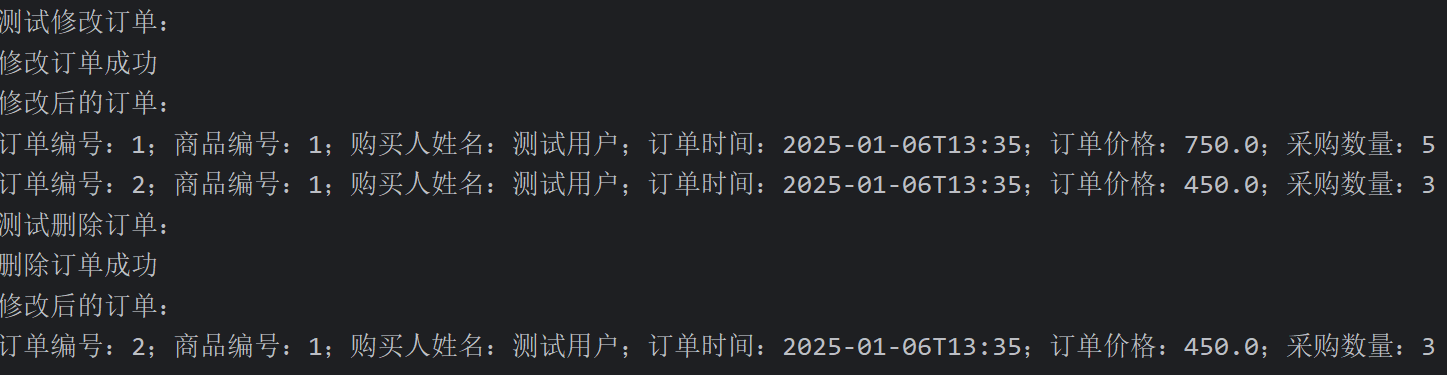 测试修改订单：
修改订单成功
修改后的订单：
订单编号：1；商品编号：1；购买人姓名：测试用户；订单时间：2025-01-06T13:35；订单价格：750.0；采购数量：5
订单编号：2；商品编号：1；购买人姓名：测试用户；订单时间：2025-01-06T13:35；订单价格：450.0；采购数量：3
测试删除订单：
删除订单成功
修改后的订单：
订单编号：2；商品编号：1；购买人姓名：测试用户；订单时间：2025-01-06T13:35；订单价格：450.0；采购数量：3